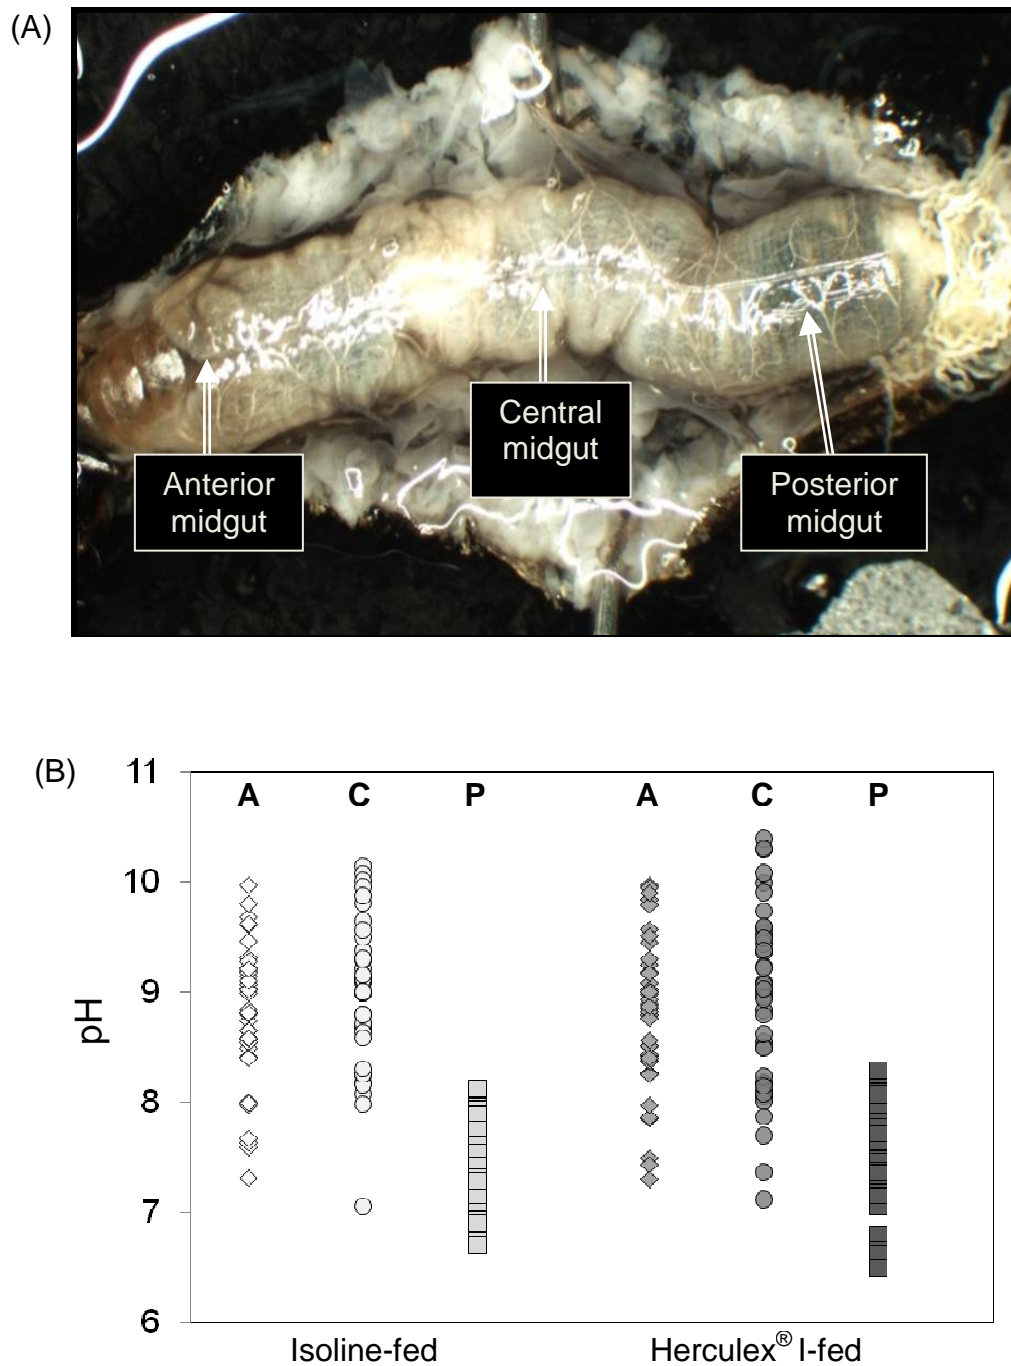 (A)
Anterior
midgut
Central
midgut
Posterior
midgut
(B)
11
10
9
8
7
6
pH
A C P A C P
Isoline-fed Herculex® I-fed